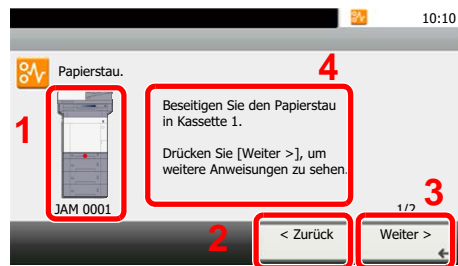 10:10
Papierstau.
4
1
Beseitigen Sie den Papierstau
in Kassette 1.
Drücken Sie [Weiter >], um
weitere Anweisungen zu sehen.
JAM 0001
1/2
3
2
< Zurück
Weiter >